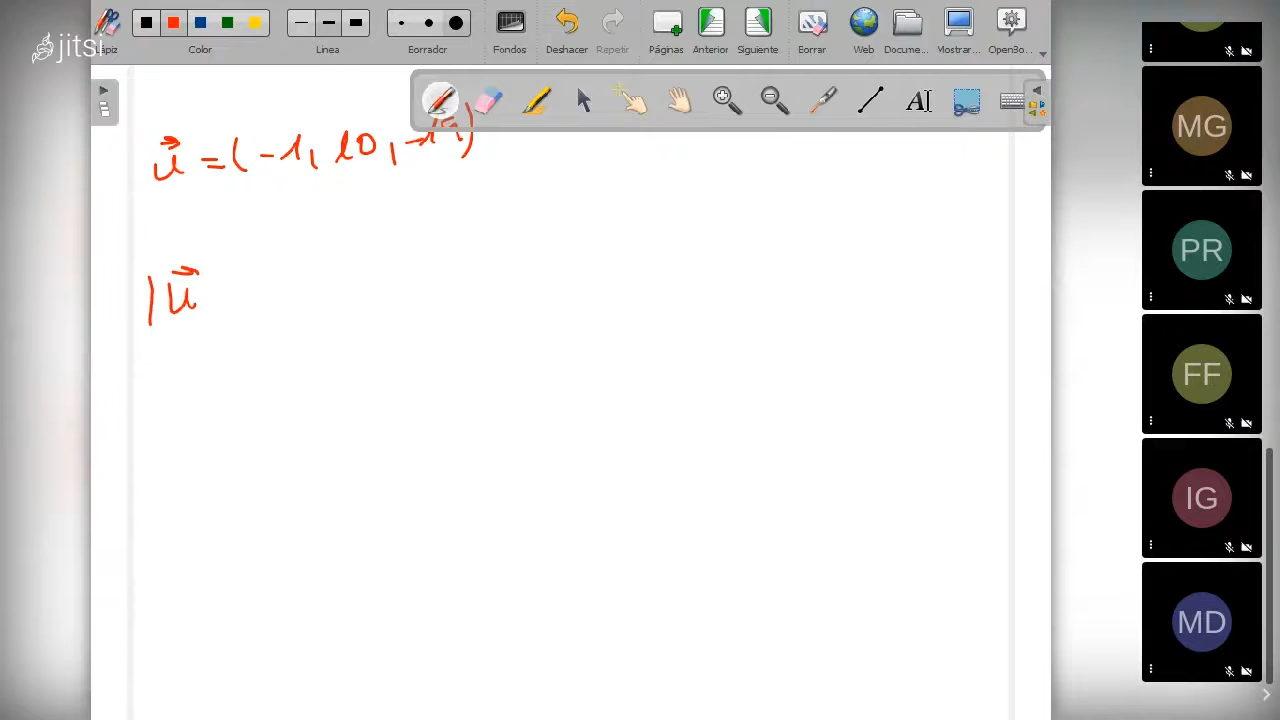 jitsi
Lápiz Color Línea Borrador Fondos Deshacer Repetir Páginas Anterior Siguiente Borrar Web Docume... Mostrar... OpenBo...
MG
u⃗ = (-1, 10, 
PR
|u⃗
FF
IG
MD